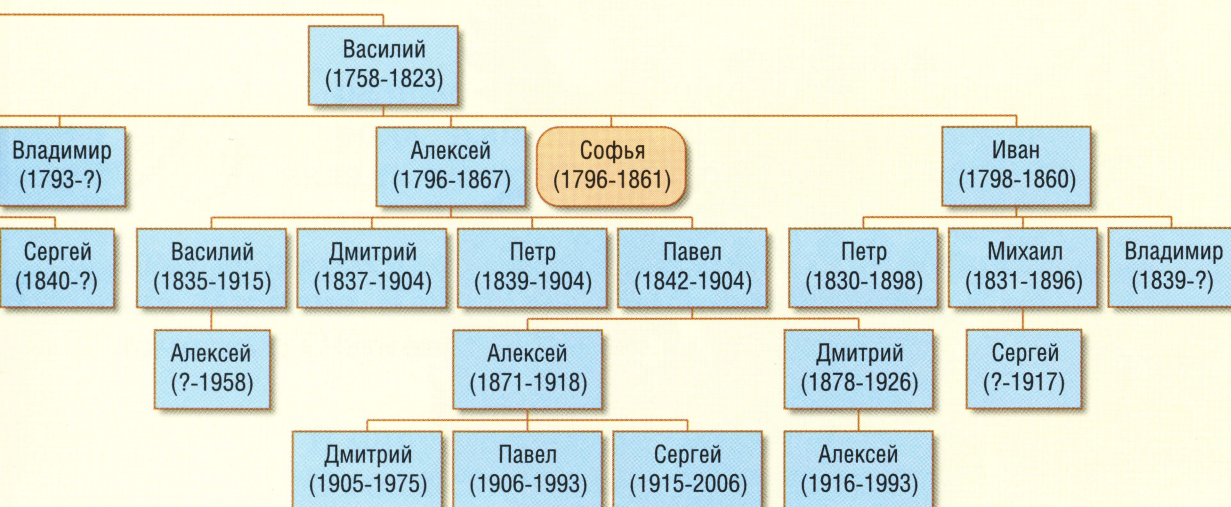 Василий
(1758-1823)
Владимир
(1793-?)
Алексей
(1796-1867)
Софья
(1796-1861)
Иван
(1798-1860)
Сергей
(1840-?)
Василий
(1835-1915)
Дмитрий
(1837-1904)
Петр
(1839-1904)
Павел
(1842-1904)
Петр
(1830-1898)
Михаил
(1831-1896)
Владимир
(1839-?)
Алексей
(?-1958)
Алексей
(1871-1918)
Дмитрий
(1878-1926)
Сергей
(?-1917)
Дмитрий
(1905-1975)
Павел
(1906-1993)
Сергей
(1915-2006)
Алексей
(1916-1993)